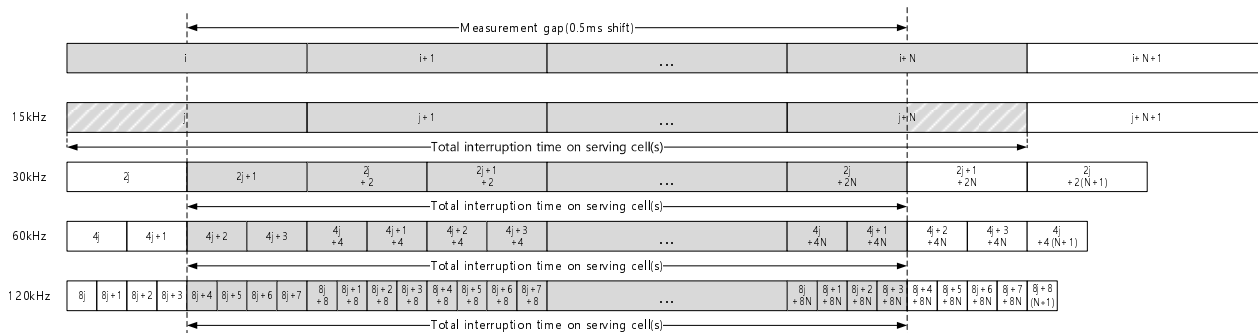 Measurement gap(0.5ms shift)
i
i+1
...
i+N
i+N+1
15kHz
j
j+1
...
j+N
j+N+1
Total interruption time on serving cell(s)
30kHz
2j
2j+1
2j
+2
2j+1
+2
...
2j
+2N
2j+1
+2N
2j
+2(N+1)
Total interruption time on serving cell(s)
60kHz
4j
4j+1
4j+2
4j+3
4j
+4
4j+1
+4
4j+2
+4
4j+3
+4
...
4j
+4N
4j+1
+4N
4j+2
+4N
4j+3
+4N
4j
+4(N+1)
Total interruption time on serving cell(s)
120kHz
8j
8j+1
8j+2
8j+3
8j+4
8j+5
8j+6
8j+7
8j
+8
8j+1
+8
8j+2
+8
8j+3
+8
8j+4
+8
8j+5
+8
8j+6
+8
8j+7
+8
...
8j
+8N
8j+1
+8N
8j+2
+8N
8j+3
+8N
8j+4
+8N
8j+5
+8N
8j+6
+8N
8j+7
+8N
8j+8
(N+1)
Total interruption time on serving cell(s)